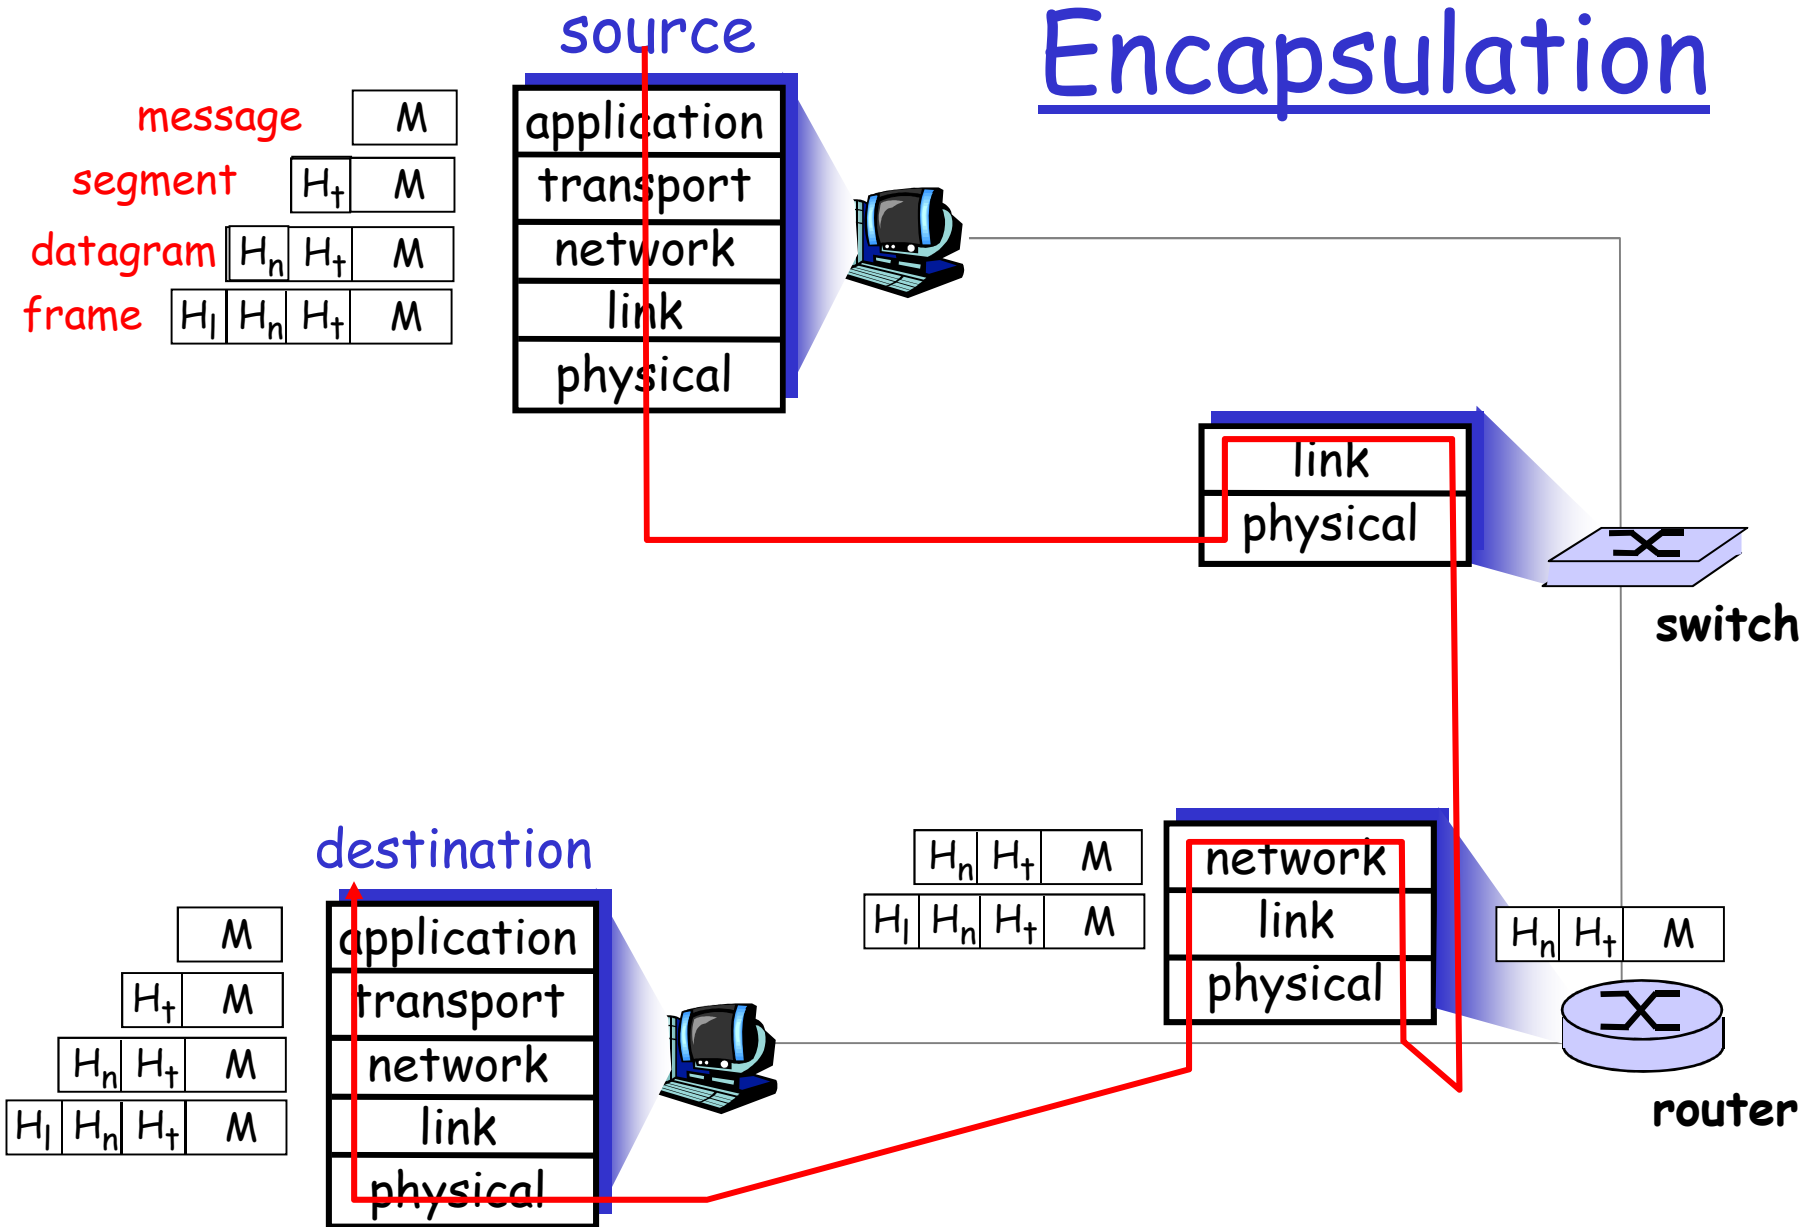 Encapsulation
source
message M application
segment Ht M transport
datagram Hn Ht M network
frame Hl Hn Ht M link
physical
link
physical
switch
destination
Hn Ht M network
Hl Hn Ht M link
physical
Hn Ht M
router
M application
Ht M transport
Hn Ht M network
Hl Hn Ht M link
physical